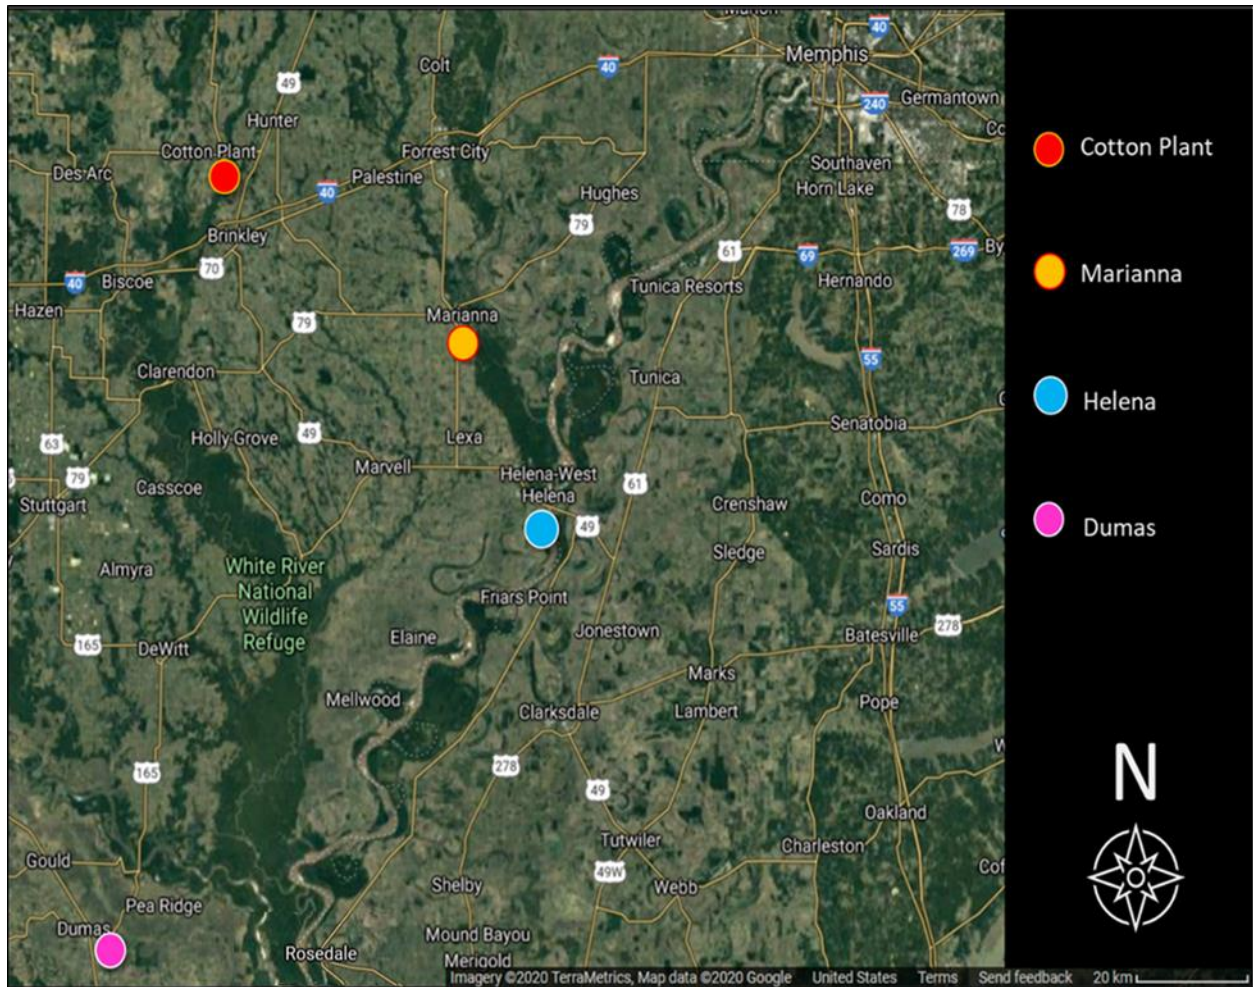 Marion
40
Memphis
Colt
40
49
240
Germantown
Hunter
Co
Cotton Plant
Forrest City
Cotton Plant
Des Arc
Palestine
Southaven
40
Hughes
Horn Lake
79
78
Brinkley
61
69
269
By
70
Marianna
40
Biscoe
Tunica Resorts
Hernando
Hazen
79
Marianna
55
Clarendon
Tunica
Helena
Senatobia
Holly Grove
49
Lexa
63
Marvell
Helena-West
Helena
79
Casscoe
61
Stuttgart
Crenshaw
Como
49
Dumas
Sledge
Sardis
White River
National
Wildlife
Refuge
Almyra
Friars Point
55
278
Elaine
Jonestown
Batesville
165
DeWitt
Marks
Mellwood
Clarksdale
Lambert
Pope
W
N
165
278
49
Oakland
Tutwiler
Charleston
Gould
49W
Cof
Shelby
Webb
Pea Ridge
Dumas
Mound Bayou
Rosedale
Merigold
Imagery ©2020 TerraMetrics, Map data ©2020 Google United States Terms Send feedback 20 km